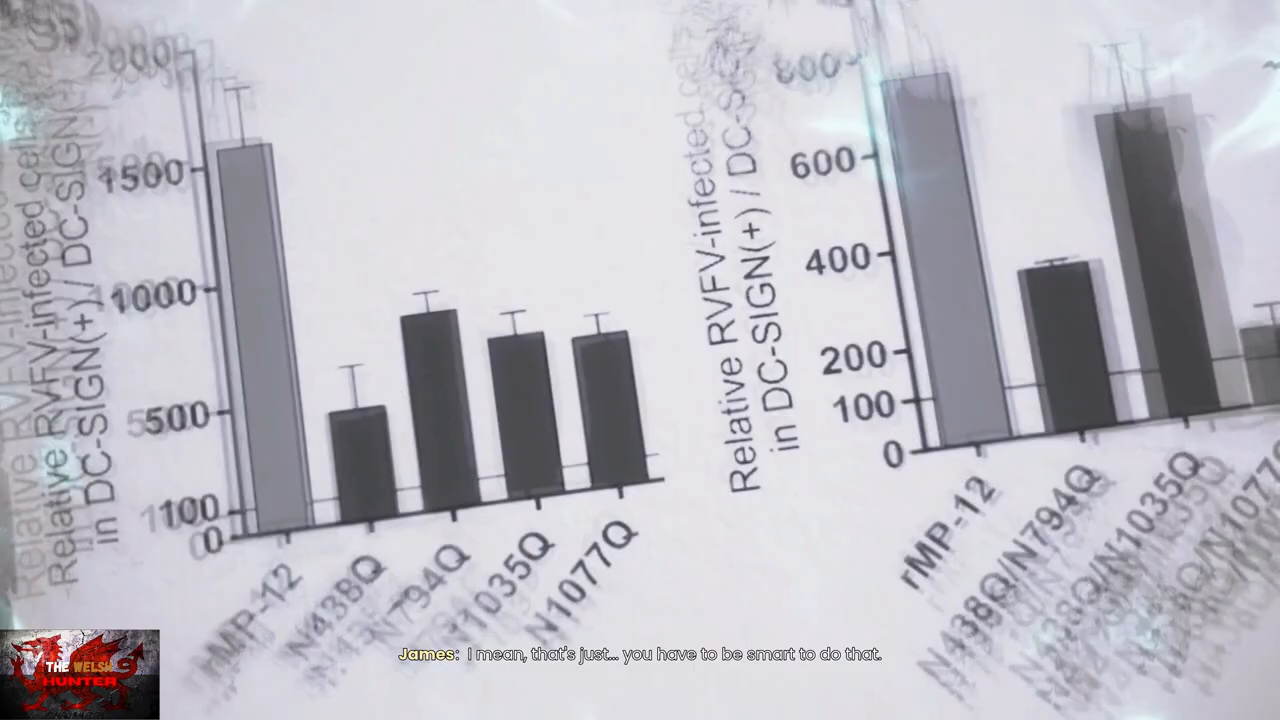 2000
1500
1000
500
100
0
Relative RVFV-infected cells
in DC-SIGN(+) / DC-SIGN(
rMP-12
N438Q
N794Q
N1035Q
N1077Q
800
600
400
200
100
0
Relative RVFV-infected cells
in DC-SIGN(+) / DC-SIGN
rMP-12
N438Q/N794Q
Q/N1035Q
Q/N1077Q
James: I mean, that's just... you have to be insane to do that.
THE WELSH
HUNTER